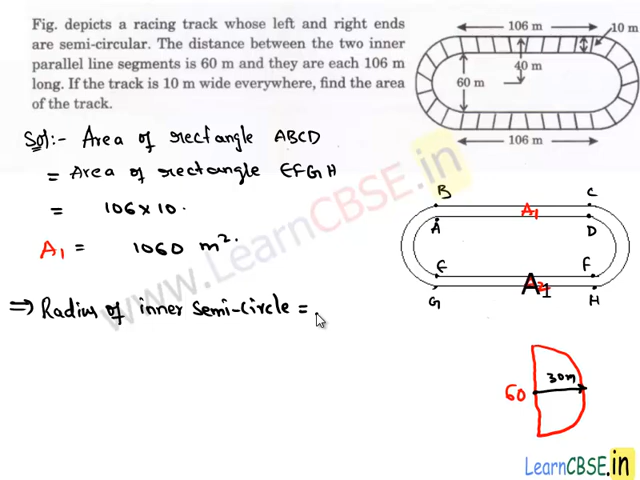 Fig. depicts a racing track whose left and right ends
are semi-circular. The distance between the two inner
parallel line segments is 60 m and they are each 106 m
long. If the track is 10 m wide everywhere, find the area
of the track.
106 m
10 m
40 m
60 m
106 m
Sol:- Area of rectangle ABCD
= Area of rectangle EFGH
= 106 × 10.
A1 = 1060 m².
⇒ Radius of inner semi-circle =
B
C
A1
A
D
E
F
A1
G
H
60
30m
www.LearnCBSE.in
LearnCBSE.in